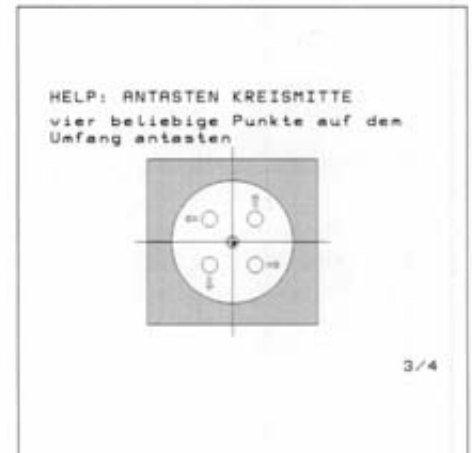 HELP: ANTASTEN KREISMITTE
vier beliebige Punkte auf dem
Umfang antasten
3/4